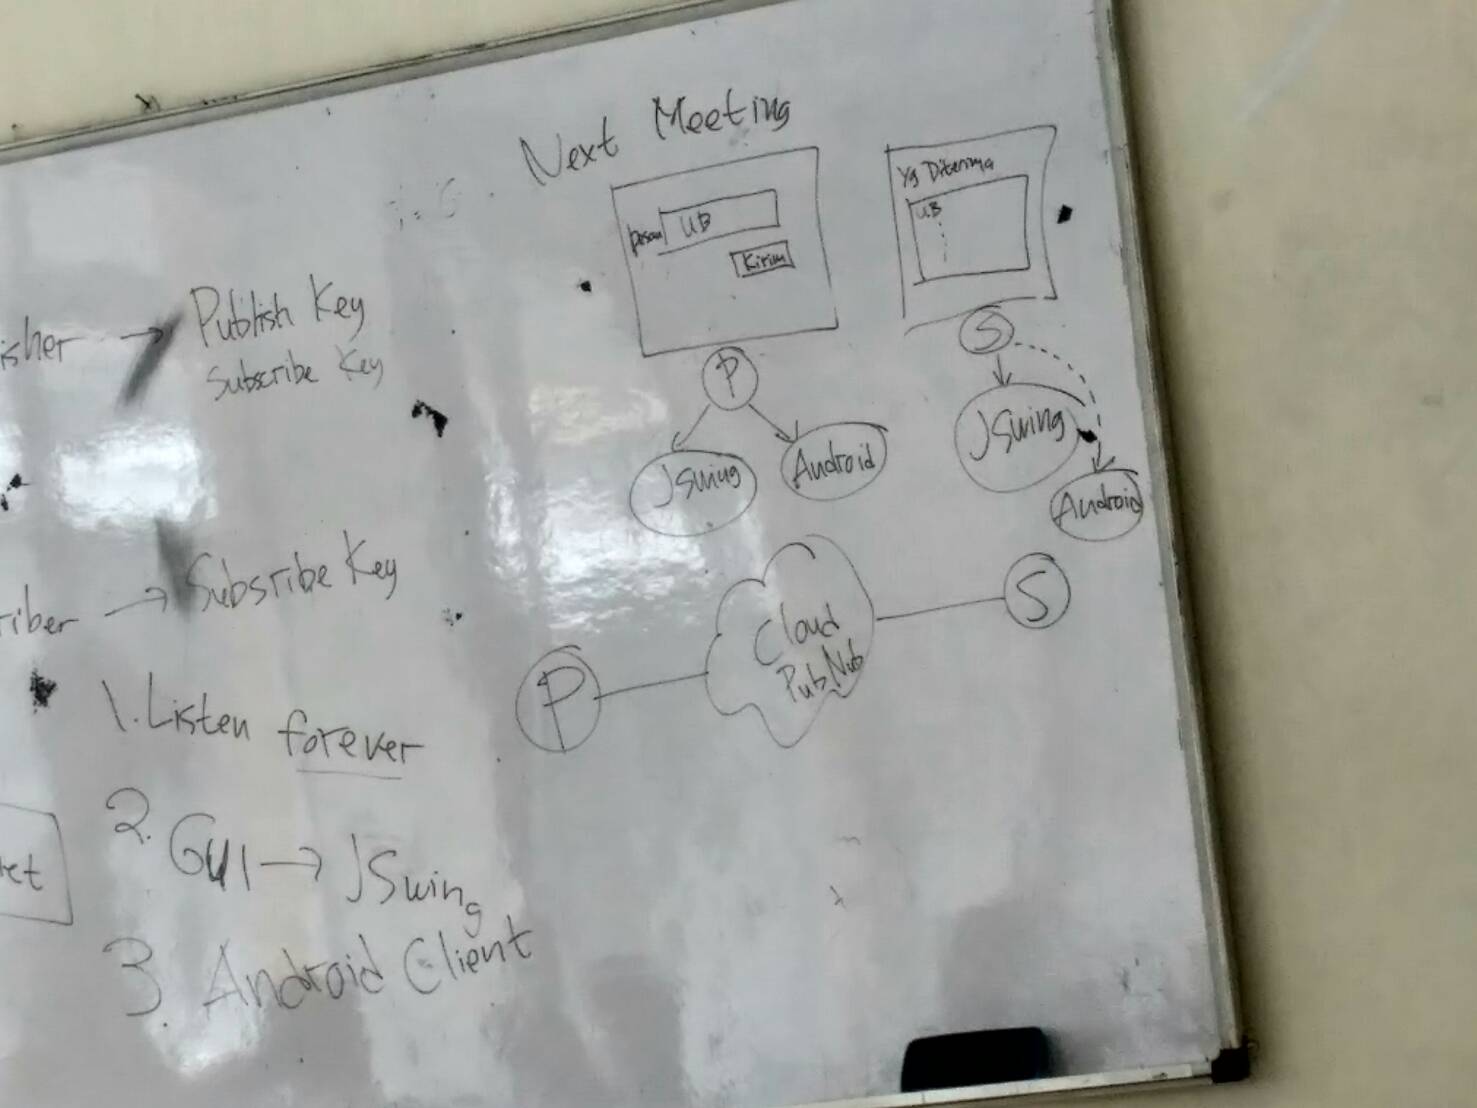 Next Meeting
pesan UB
Kirim
P
JSwing
Android
Yg Diterima
UB
S
JSwing
Android
isher → Publish Key
Subscribe Key
riber → Subsribe Key
P
Cloud
PubNub
S
1. Listen forever
2. GUI → JSwing
3. Android Client